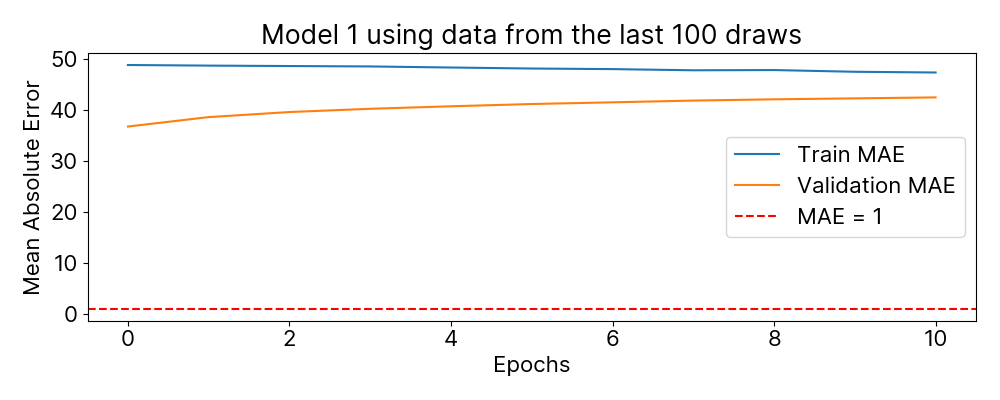 Model 1 using data from the last 100 draws
Mean Absolute Error
50
40
30
20
10
0
Train MAE
Validation MAE
MAE = 1
0 2 4 6 8 10
Epochs